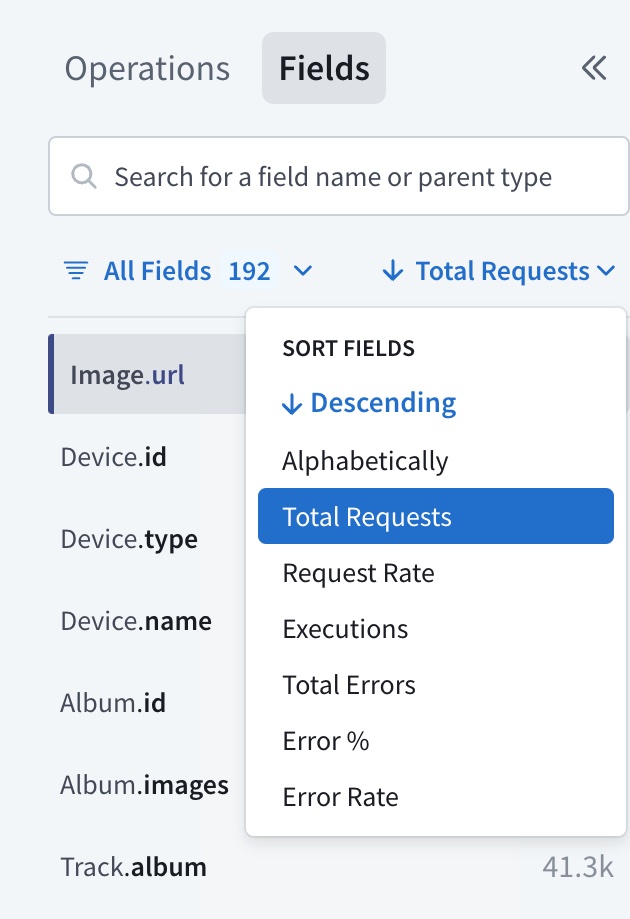 Operations Fields
Search for a field name or parent type
All Fields 192 Total Requests
SORT FIELDS
Image.url
Descending
Device.id
Alphabetically
Total Requests
Device.type
Request Rate
Device.name
Executions
Total Errors
Album.id
Error %
Album.images
Error Rate
Track.album 41.3k